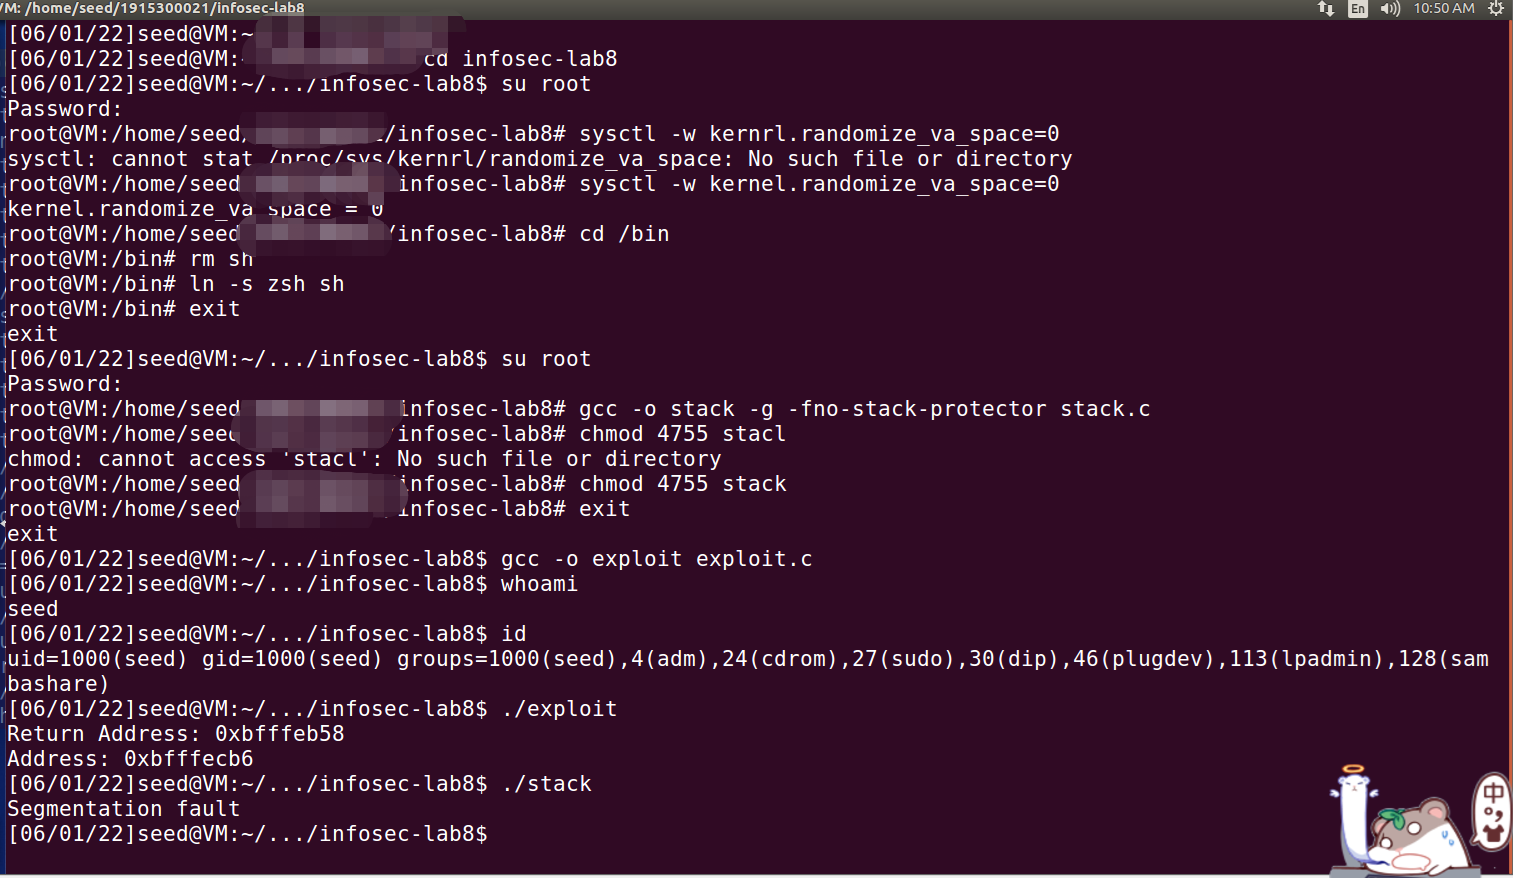 VM: /home/seed/1915300021/infosec-lab8
En 10:50 AM
[06/01/22]seed@VM:~
[06/01/22]seed@VM: cd infosec-lab8
[06/01/22]seed@VM:~/.../infosec-lab8$ su root
Password:
root@VM:/home/seed/ /infosec-lab8# sysctl -w kernrl.randomize_va_space=0
sysctl: cannot stat /proc/sys/kernrl/randomize_va_space: No such file or directory
root@VM:/home/seed infosec-lab8# sysctl -w kernel.randomize_va_space=0
kernel.randomize_va_space = 0
root@VM:/home/seed /infosec-lab8# cd /bin
root@VM:/bin# rm sh
root@VM:/bin# ln -s zsh sh
root@VM:/bin# exit
exit
[06/01/22]seed@VM:~/.../infosec-lab8$ su root
Password:
root@VM:/home/seed infosec-lab8# gcc -o stack -g -fno-stack-protector stack.c
root@VM:/home/seed /infosec-lab8# chmod 4755 stacl
chmod: cannot access 'stacl': No such file or directory
root@VM:/home/seed infosec-lab8# chmod 4755 stack
root@VM:/home/seed infosec-lab8# exit
exit
[06/01/22]seed@VM:~/.../infosec-lab8$ gcc -o exploit exploit.c
[06/01/22]seed@VM:~/.../infosec-lab8$ whoami
seed
[06/01/22]seed@VM:~/.../infosec-lab8$ id
uid=1000(seed) gid=1000(seed) groups=1000(seed),4(adm),24(cdrom),27(sudo),30(dip),46(plugdev),113(lpadmin),128(sam
bashare)
[06/01/22]seed@VM:~/.../infosec-lab8$ ./exploit
Return Address: 0xbfffeb58
Address: 0xbfffecb6
[06/01/22]seed@VM:~/.../infosec-lab8$ ./stack
Segmentation fault
[06/01/22]seed@VM:~/.../infosec-lab8$
中